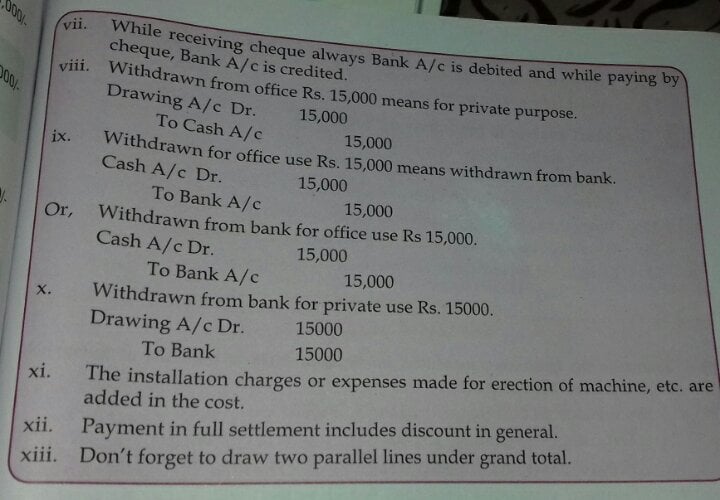 ,000/-
000/-
/-
vii. While receiving cheque always Bank A/c is debited and while paying by
cheque, Bank A/c is credited.
viii. Withdrawn from office Rs. 15,000 means for private purpose.
Drawing A/c Dr. 15,000
To Cash A/c 15,000
ix. Withdrawn for office use Rs. 15,000 means withdrawn from bank.
Cash A/c Dr. 15,000
To Bank A/c 15,000
Or, Withdrawn from bank for office use Rs 15,000.
Cash A/c Dr. 15,000
To Bank A/c 15,000
x. Withdrawn from bank for private use Rs. 15000.
Drawing A/c Dr. 15000
To Bank 15000
xi. The installation charges or expenses made for erection of machine, etc. are
added in the cost.
xii. Payment in full settlement includes discount in general.
xiii. Don't forget to draw two parallel lines under grand total.